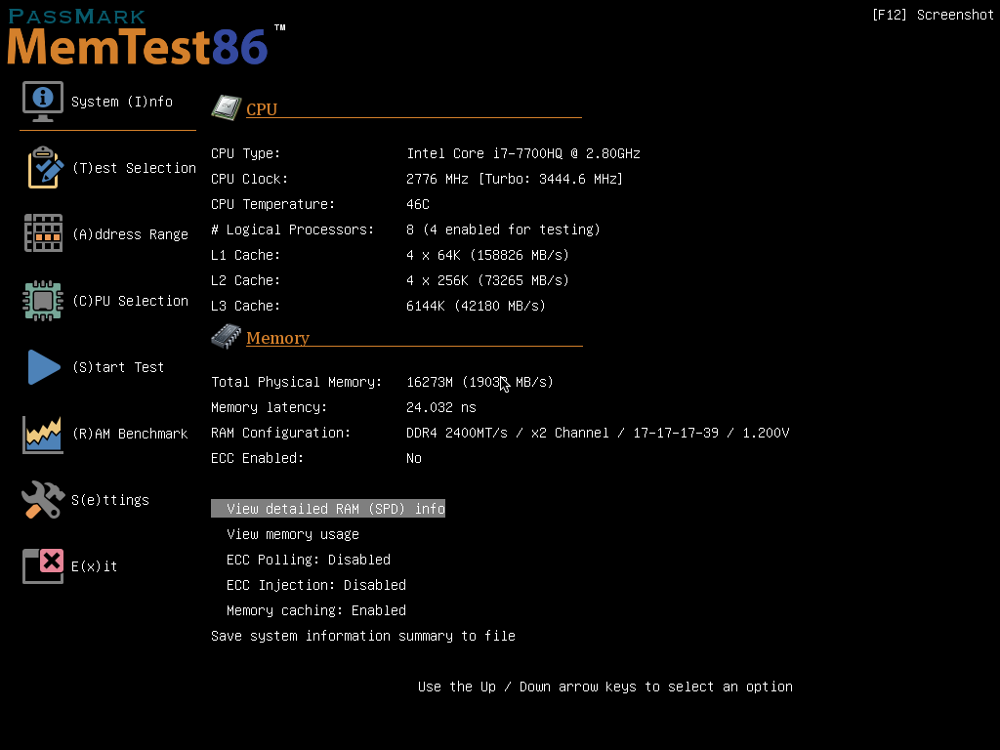 PASSMARK
MemTest86™
[F12] Screenshot
System (I)nfo
(T)est Selection
(A)ddress Range
(C)PU Selection
(S)tart Test
(R)AM Benchmark
S(e)ttings
E(x)it
CPU
CPU Type: Intel Core i7-7700HQ @ 2.80GHz
CPU Clock: 2776 MHz [Turbo: 3444.6 MHz]
CPU Temperature: 46C
# Logical Processors: 8 (4 enabled for testing)
L1 Cache: 4 x 64K (158826 MB/s)
L2 Cache: 4 x 256K (73265 MB/s)
L3 Cache: 6144K (42180 MB/s)
Memory
Total Physical Memory: 16273M MB/s)
Memory latency: 24.032 ns
RAM Configuration: DDR4 2400MT/s / x2 Channel / 17-17-17-39 / 1.200V
ECC Enabled: No
View detailed RAM (SPD) info
View memory usage
ECC Polling: Disabled
ECC Injection: Disabled
Memory caching: Enabled
Save system information summary to file
Use the Up / Down arrow keys to select an option